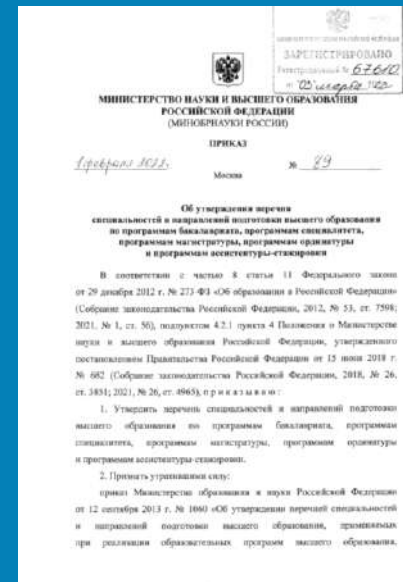 ЗАРЕГИСТРИРОВАНО
Регистрационный № 67610
от "05" марта 2022
МИНИСТЕРСТВО НАУКИ И ВЫСШЕГО ОБРАЗОВАНИЯ
РОССИЙСКОЙ ФЕДЕРАЦИИ
(МИНОБРНАУКИ РОССИИ)
ПРИКАЗ
1 февраля 2022г. № 89
Москва
Об утверждении перечня
специальностей и направлений подготовки высшего образования
по программам бакалавриата, программам специалитета,
программам магистратуры, программам ординатуры
и программам ассистентуры-стажировки
В соответствии с частью 8 статьи 11 Федерального закона
от 29 декабря 2012 г. № 273-ФЗ «Об образовании в Российской Федерации»
(Собрание законодательства Российской Федерации, 2012, № 53, ст. 7598;
2021, № 1, ст. 56), подпунктом 4.2.1 пункта 4 Положения о Министерстве
науки и высшего образования Российской Федерации, утвержденного
постановлением Правительства Российской Федерации от 15 июня 2018 г.
№ 682 (Собрание законодательства Российской Федерации, 2018, № 26,
ст. 3851; 2021, № 26, ст. 4965), п р и к а з ы в а ю :
1. Утвердить перечень специальностей и направлений подготовки
высшего образования по программам бакалавриата, программам
специалитета, программам магистратуры, программам ординатуры
и программам ассистентуры-стажировки.
2. Признать утратившими силу:
приказ Министерства образования и науки Российской Федерации
от 12 сентября 2013 г. № 1060 «Об утверждении перечней специальностей
и направлений подготовки высшего образования, применяемых
при реализации образовательных программ высшего образования,